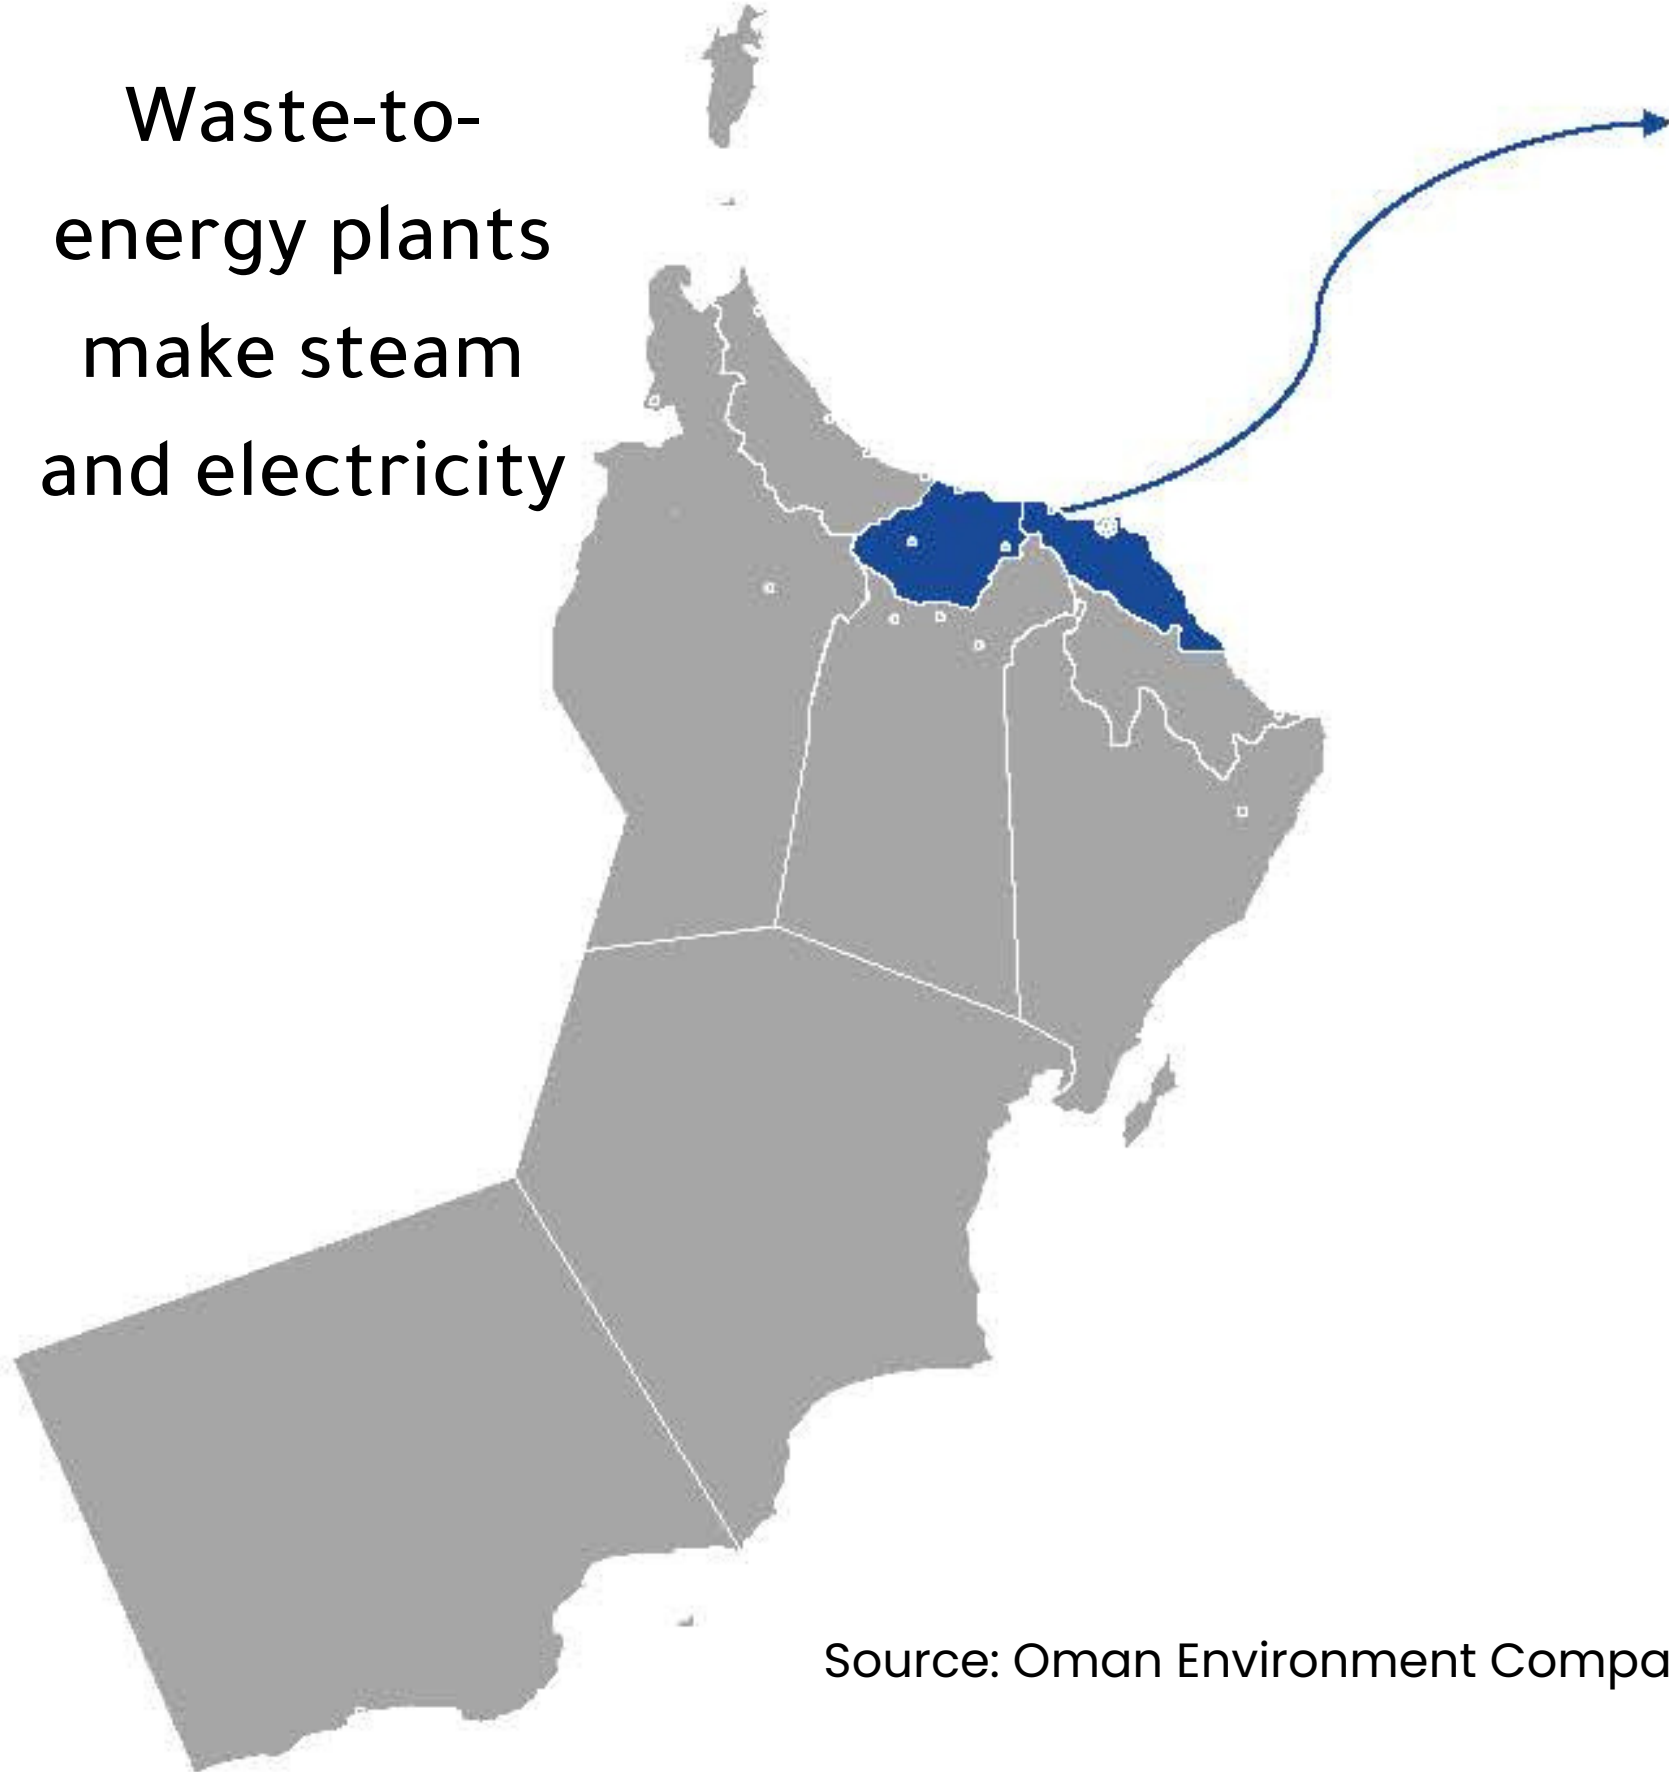 Waste-to-
energy plants
make steam
and electricity
Source: Oman Environment Compa